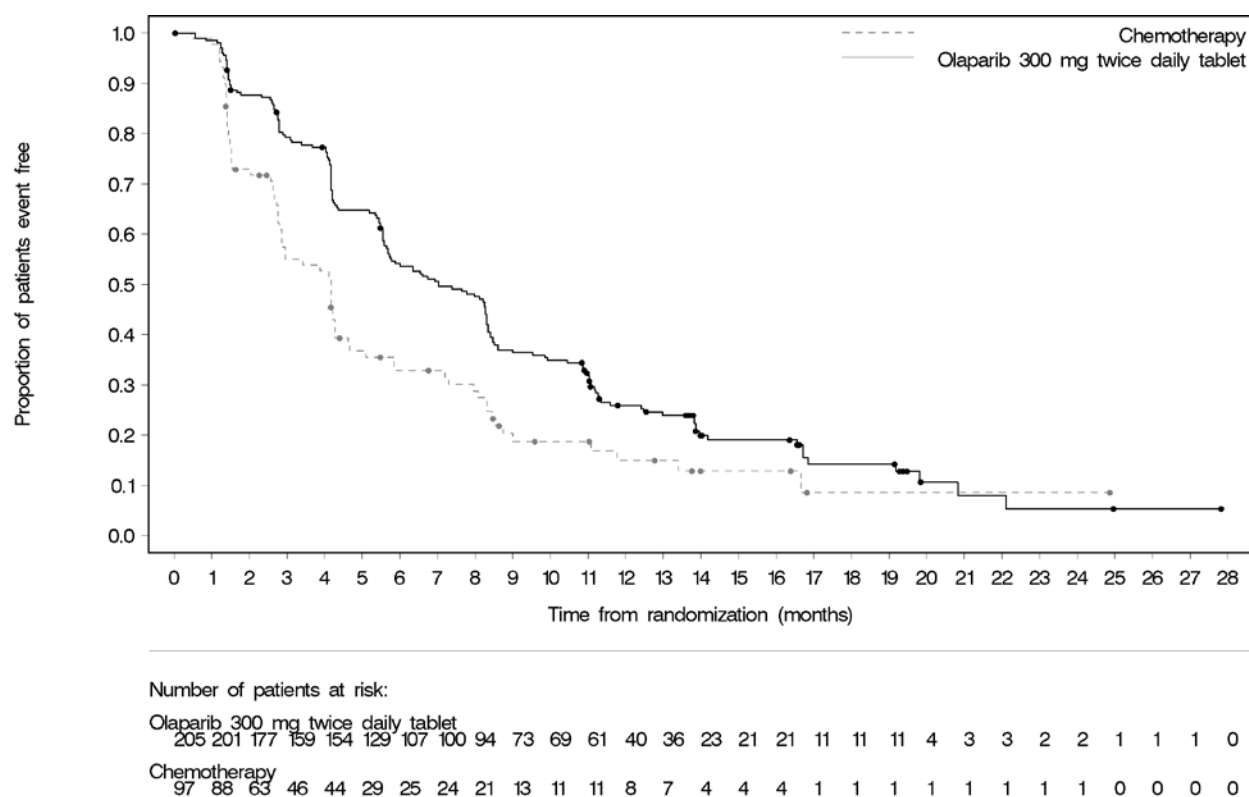 Chemotherapy
Olaparib 300 mg twice daily tablet
Proportion of patients event free
1.0
0.9
0.8
0.7
0.6
0.5
0.4
0.3
0.2
0.1
0.0
0 1 2 3 4 5 6 7 8 9 10 11 12 13 14 15 16 17 18 19 20 21 22 23 24 25 26 27 28
Time from randomization (months)
Number of patients at risk:
Olaparib 300 mg twice daily tablet
205 201 177 159 154 129 107 100 94 73 69 61 40 36 23 21 21 11 11 11 4 3 3 2 2 1 1 1 0
Chemotherapy
97 88 63 46 44 29 25 24 21 13 11 11 8 7 4 4 4 1 1 1 1 1 1 1 1 0 0 0 0